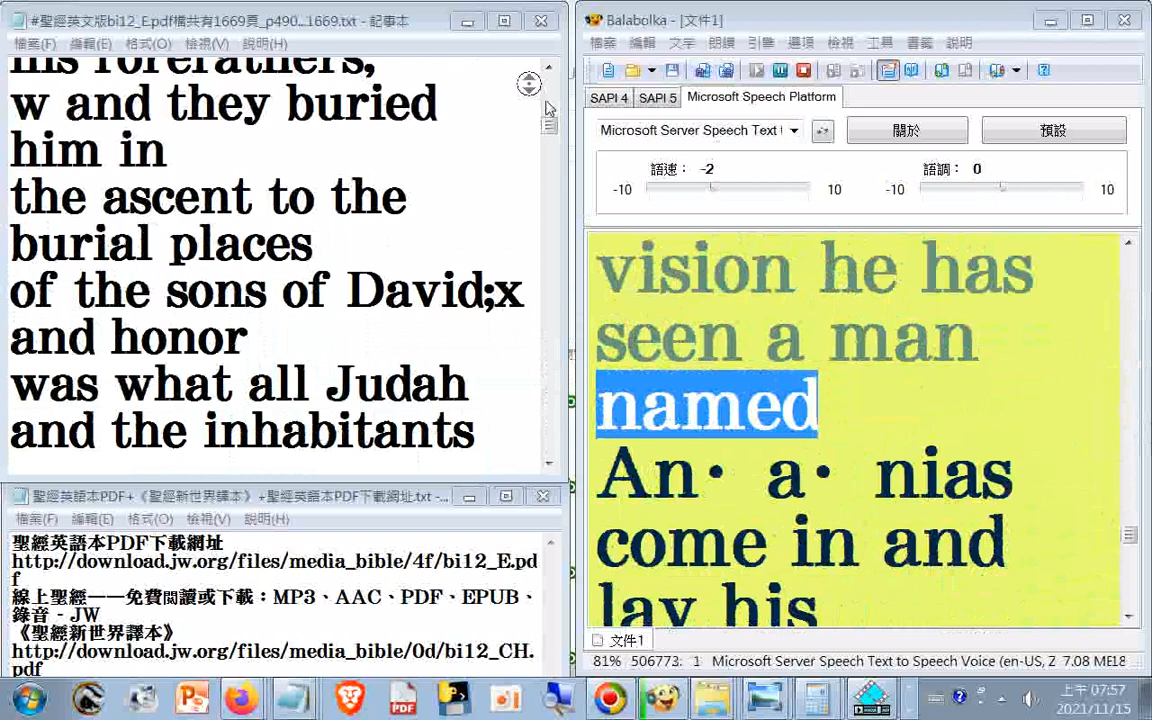 #聖經英文版bi12_E.pdf檔共有1669頁_p490...1669.txt - 記事本
檔案(F) 編輯(E) 格式(O) 檢視(V) 說明(H)
his forefathers,
w and they buried
him in
the ascent to the
burial places
of the sons of David;x
and honor
was what all Judah
and the inhabitants
聖經英語本PDF+《聖經新世界譯本》+聖經英語本PDF下載網址.txt - ...
檔案(F) 編輯(E) 格式(O) 檢視(V) 說明(H)
聖經英語本PDF下載網址
http://download.jw.org/files/media_bible/4f/bi12_E.pd
f
線上聖經——免費閱讀或下載：MP3、AAC、PDF、EPUB、
錄音 - JW
《聖經新世界譯本》
http://download.jw.org/files/media_bible/0d/bi12_CH.
pdf
Balabolka - [文件1]
檔案 編輯 文字 朗讀 引擎 選項 檢視 工具 書籤 說明
SAPI 4 SAPI 5 Microsoft Speech Platform
Microsoft Server Speech Text 關於 預設
語速： -2 語調： 0
-10 10 -10 10
vision he has
seen a man
named
An· a· nias
come in and
lay his
文件1
81% 506773: 1 Microsoft Server Speech Text to Speech Voice (en-US, Z 7.08 ME18
上午 07:57
2021/11/15